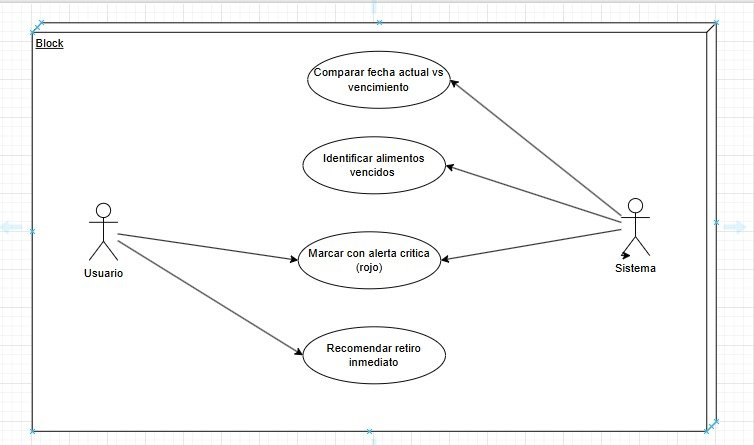 Block
Comparar fecha actual vs
vencimiento
Identificar alimentos
vencidos
Usuario
Marcar con alerta critica
(rojo)
Sistema
Recomendar retiro
inmediato